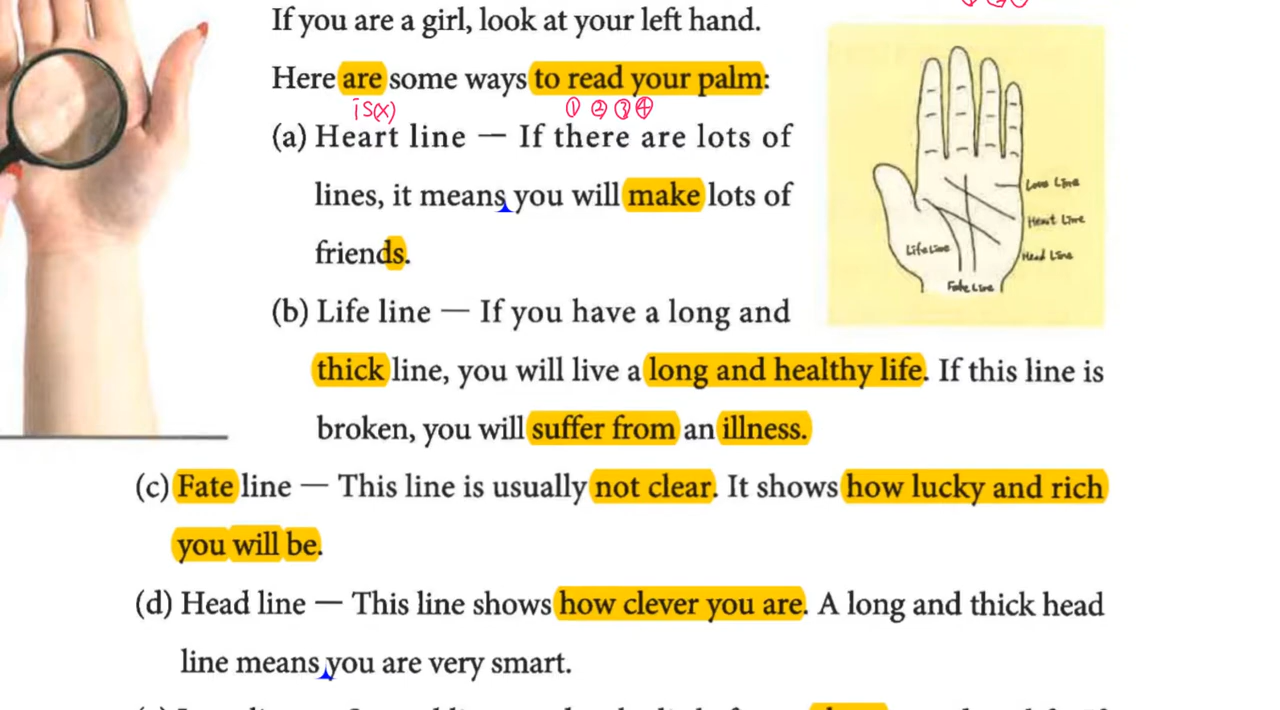 If you are a girl, look at your left hand.
Here are some ways to read your palm:
is(x) ① ② ③ ④
(a) Heart line — If there are lots of
lines, it means you will make lots of
friends.
(b) Life line — If you have a long and
thick line, you will live a long and healthy life. If this line is
broken, you will suffer from an illness.
(c) Fate line — This line is usually not clear. It shows how lucky and rich
you will be.
(d) Head line — This line shows how clever you are. A long and thick head
line means you are very smart.
Love Line
Heart Line
Head Line
Life Line
Fate Line